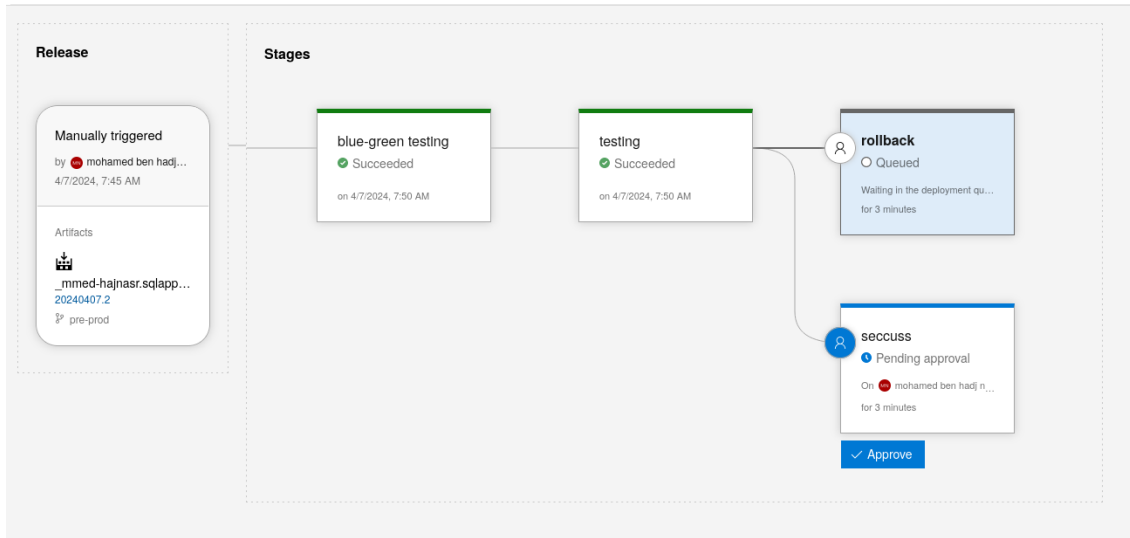 Release
Manually triggered
by mohamed ben hadj...
4/7/2024, 7:45 AM
Artifacts
_mmed-hajnasr.sqlapp...
20240407.2
pre-prod
Stages
blue-green testing
Succeeded
on 4/7/2024, 7:50 AM
testing
Succeeded
on 4/7/2024, 7:50 AM
rollback
Queued
Waiting in the deployment qu...
for 3 minutes
seccuss
Pending approval
On mohamed ben hadj n...
for 3 minutes
Approve